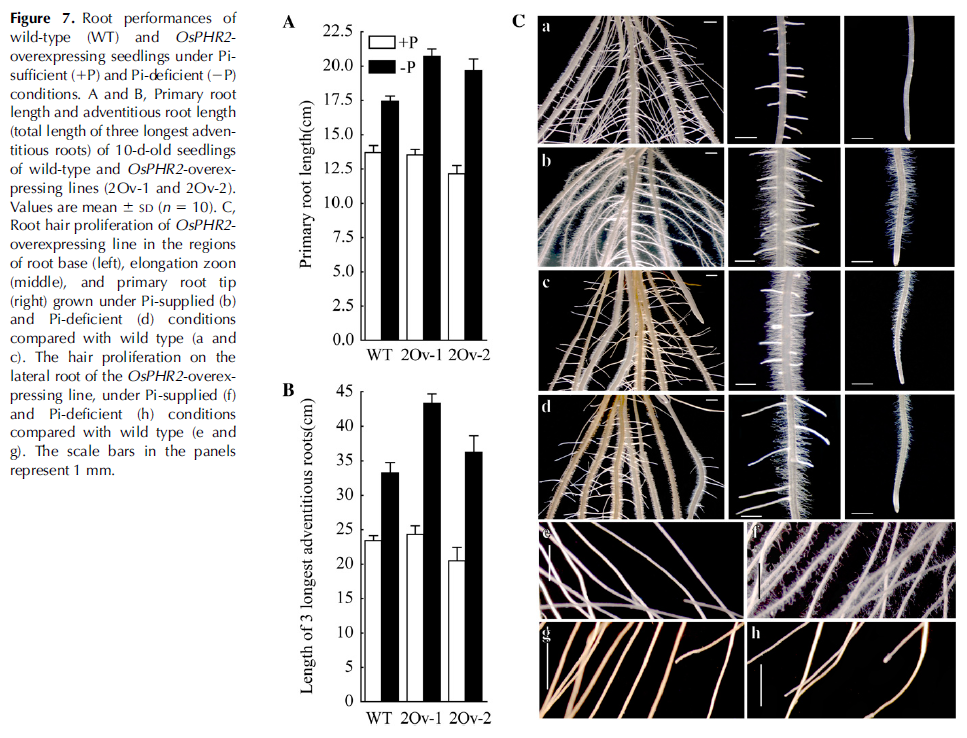 Figure 7. Root performances of
wild-type (WT) and OsPHR2-
overexpressing seedlings under Pi-
sufficient (+P) and Pi-deficient (−P)
conditions. A and B, Primary root
length and adventitious root length
(total length of three longest adven-
titious roots) of 10-d-old seedlings
of wild-type and OsPHR2-overex-
pressing lines (2Ov-1 and 2Ov-2).
Values are mean ± SD (n = 10). C,
Root hair proliferation of OsPHR2-
overexpressing line in the regions
of root base (left), elongation zoon
(middle), and primary root tip
(right) grown under Pi-supplied (b)
and Pi-deficient (d) conditions
compared with wild type (a and
c). The hair proliferation on the
lateral root of the OsPHR2-overex-
pressing line, under Pi-supplied (f)
and Pi-deficient (h) conditions
compared with wild type (e and
g). The scale bars in the panels
represent 1 mm.
A
+P
-P
Primary root length(cm)
22.5
20.0
17.5
15.0
12.5
10.0
7.5
5.0
2.5
0.0
WT 2Ov-1 2Ov-2
B
Length of 3 longest adventitious roots(cm)
45
40
35
30
25
20
15
10
5
0
WT 2Ov-1 2Ov-2
C
a
b
c
d
e
f
g
h